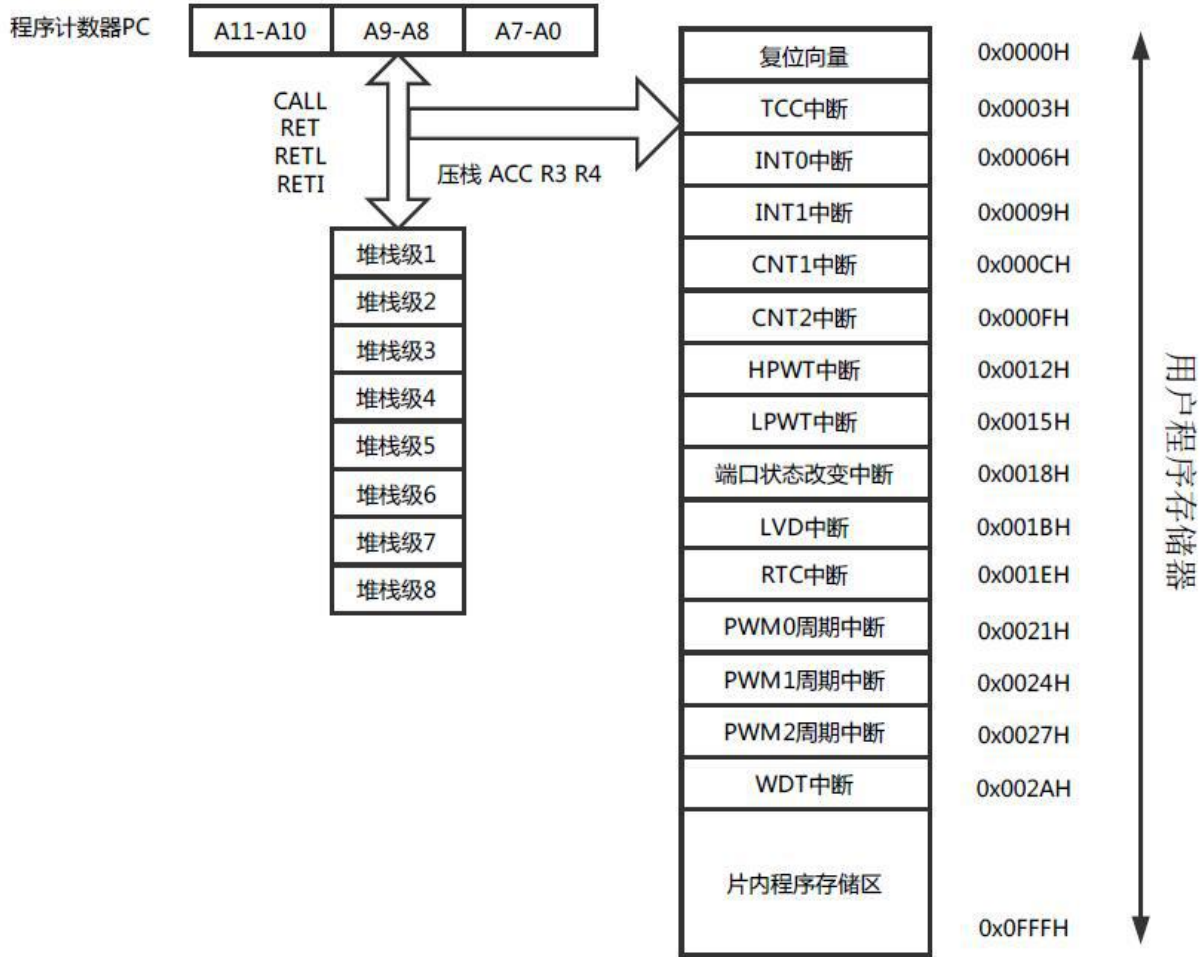 程序计数器PC
A11-A10 A9-A8 A7-A0
CALL
RET
RETL
RETI
压栈 ACC R3 R4
堆栈级1
堆栈级2
堆栈级3
堆栈级4
堆栈级5
堆栈级6
堆栈级7
堆栈级8
复位向量 0x0000H
TCC中断 0x0003H
INT0中断 0x0006H
INT1中断 0x0009H
CNT1中断 0x000CH
CNT2中断 0x000FH
HPWT中断 0x0012H
LPWT中断 0x0015H
端口状态改变中断 0x0018H
LVD中断 0x001BH
RTC中断 0x001EH
PWM0周期中断 0x0021H
PWM1周期中断 0x0024H
PWM2周期中断 0x0027H
WDT中断 0x002AH
片内程序存储区
0x0FFFH
用户程序存储器